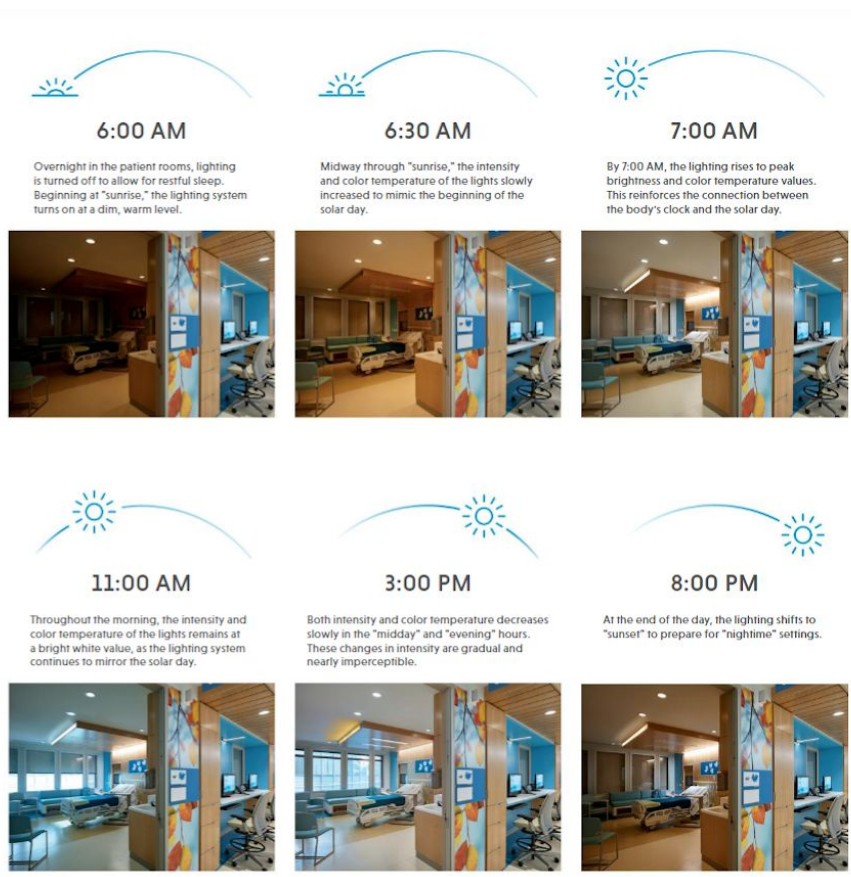 6:00 AM
Overnight in the patient rooms, lighting
is turned off to allow for restful sleep.
Beginning at "sunrise," the lighting system
turns on at a dim, warm level.
6:30 AM
Midway through "sunrise," the intensity
and color temperature of the lights slowly
increased to mimic the beginning of the
solar day.
7:00 AM
By 7:00 AM, the lighting rises to peak
brightness and color temperature values.
This reinforces the connection between
the body's clock and the solar day.
11:00 AM
Throughout the morning, the intensity and
color temperature of the lights remains at
a bright white value, as the lighting system
continues to mirror the solar day.
3:00 PM
Both intensity and color temperature decreases
slowly in the "midday" and "evening" hours.
These changes in intensity are gradual and
nearly imperceptible.
8:00 PM
At the end of the day, the lighting shifts to
"sunset" to prepare for "nightime" settings.